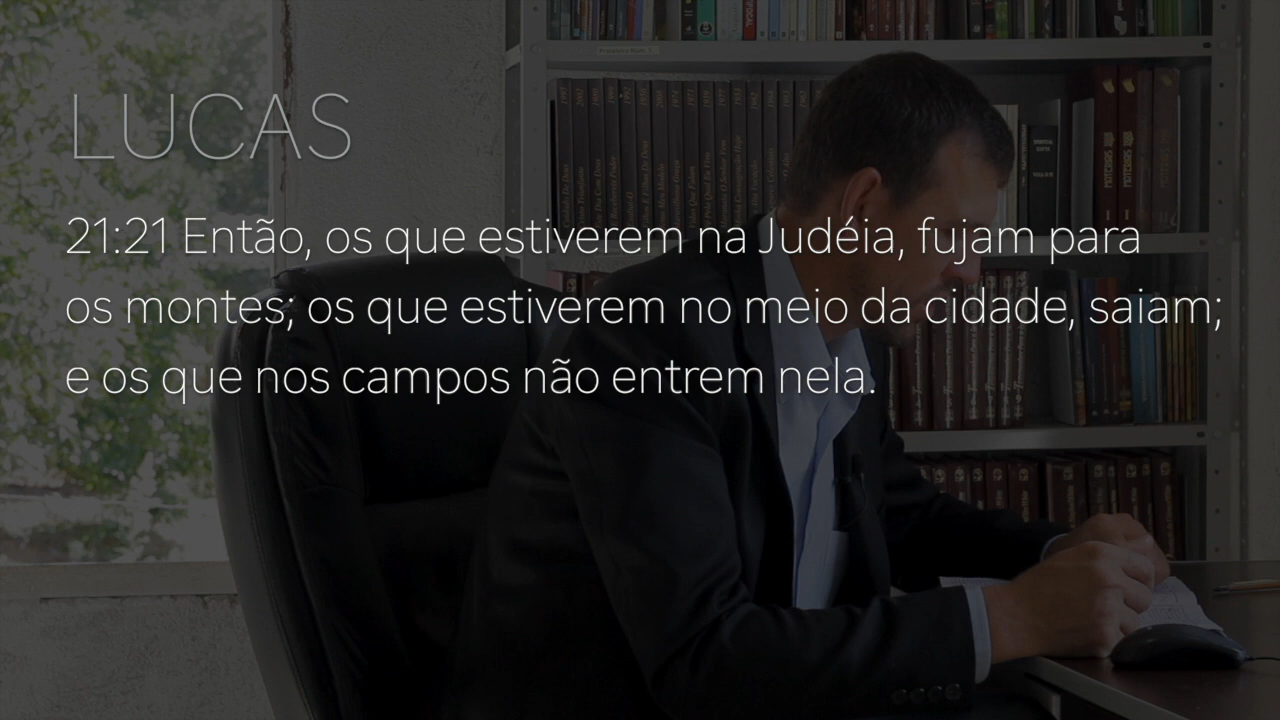 LUCAS
21:21 Então, os que estiverem na Judéia, fujam para
os montes; os que estiverem no meio da cidade, saiam;
e os que nos campos não entrem nela.